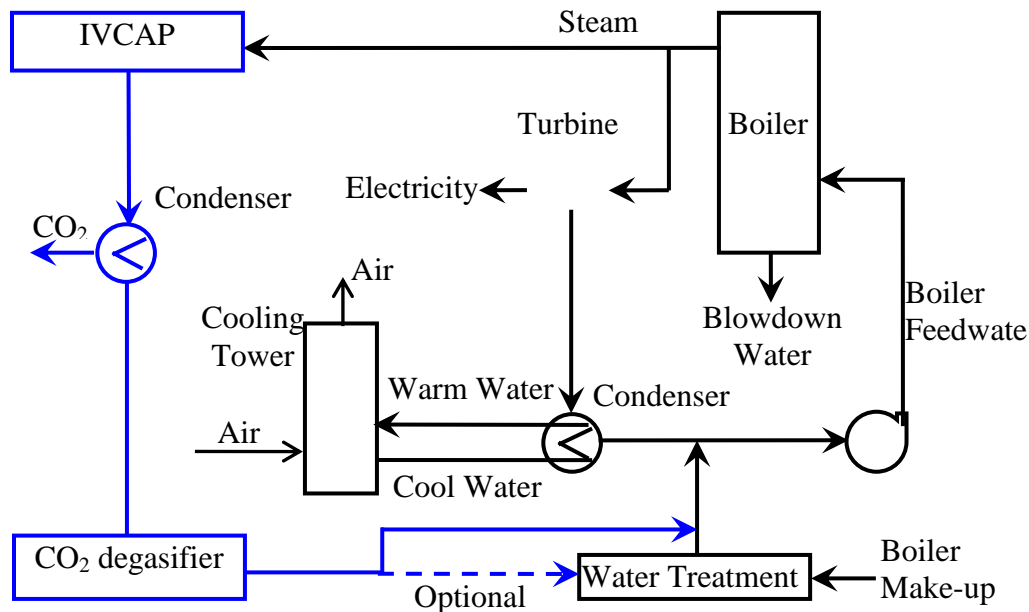 IVCAP
Steam
Turbine
Boiler
Electricity
Condenser
CO₂
Air
Cooling
Tower
Blowdown
Water
Boiler
Feedwate
Warm Water
Condenser
Air
Cool Water
CO₂ degasifier
Optional
Water Treatment
Boiler
Make-up